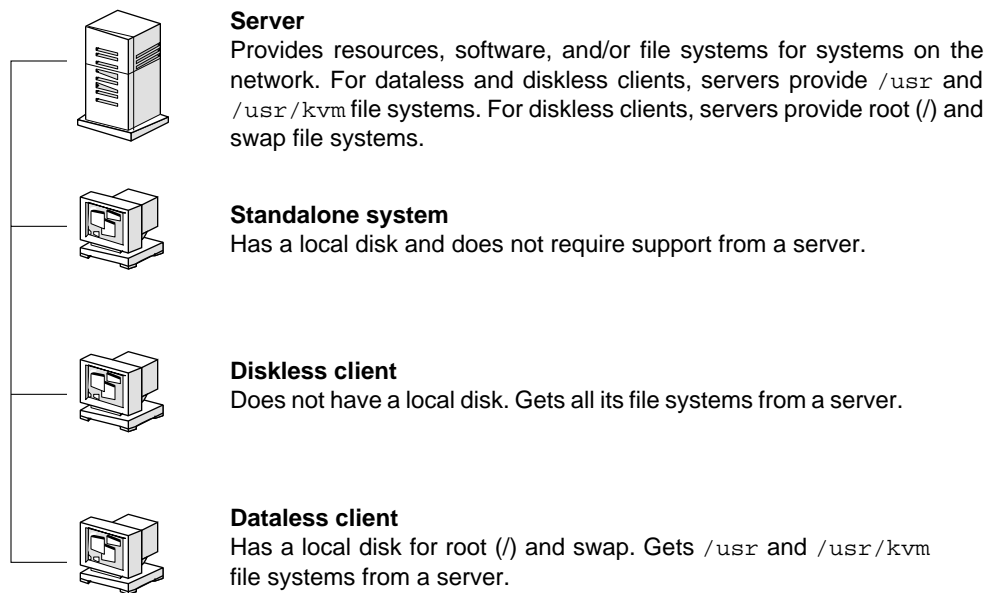 Server
Provides resources, software, and/or file systems for systems on the
network. For dataless and diskless clients, servers provide /usr and
/usr/kvm file systems. For diskless clients, servers provide root (/) and
swap file systems.
Standalone system
Has a local disk and does not require support from a server.
Diskless client
Does not have a local disk. Gets all its file systems from a server.
Dataless client
Has a local disk for root (/) and swap. Gets /usr and /usr/kvm
file systems from a server.